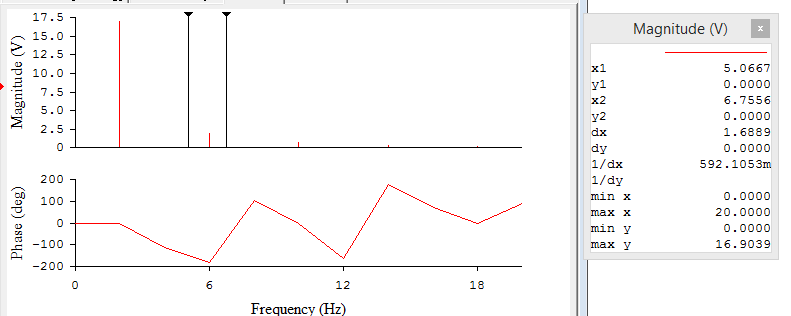 Magnitude (V)
17.5
15.0
12.5
10.0
7.5
5.0
2.5
0
Phase (deg)
200
100
0
−100
−200
0 6 12 18
Frequency (Hz)
Magnitude (V) x
x1 5.0667
y1 0.0000
x2 6.7556
y2 0.0000
dx 1.6889
dy 0.0000
1/dx 592.1053m
1/dy
min x 0.0000
max x 20.0000
min y 0.0000
max y 16.9039